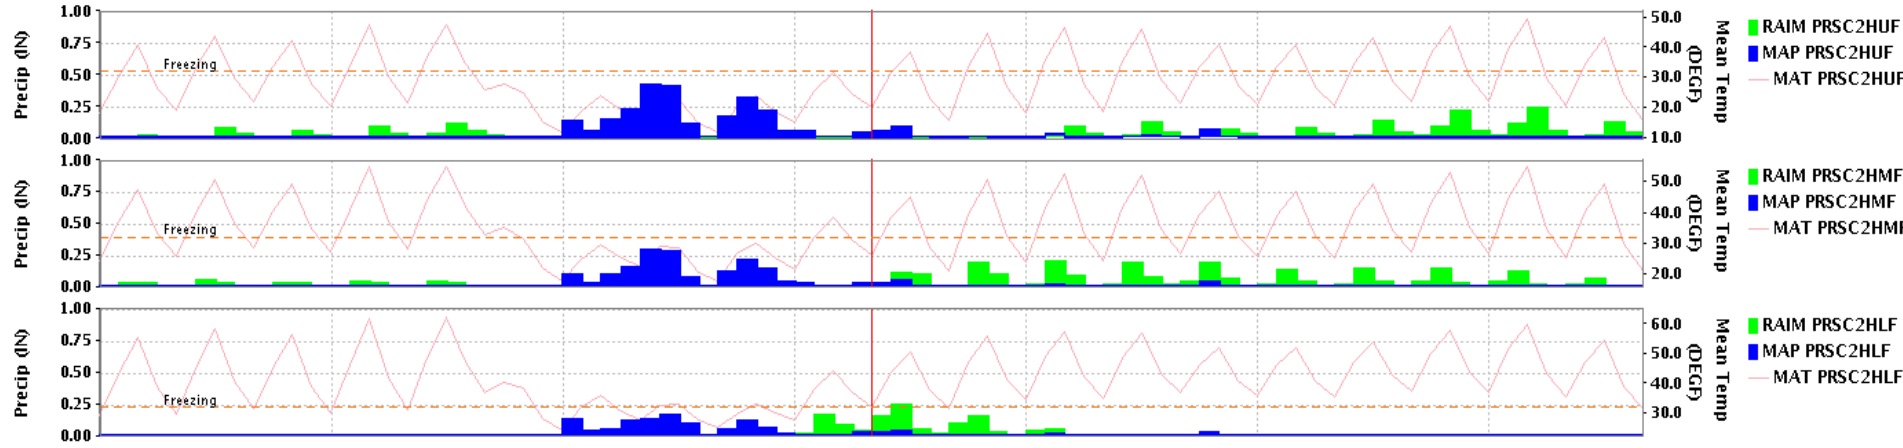 1.00
0.75
0.50
0.25
0.00
Precip (IN)
Freezing
50.0
40.0
30.0
20.0
10.0
Mean Temp
(DEGF)
RAIM PRSC2HUF
MAP PRSC2HUF
MAT PRSC2HUF
1.00
0.75
0.50
0.25
0.00
Precip (IN)
Freezing
50.0
40.0
30.0
20.0
Mean Temp
(DEGF)
RAIM PRSC2HMF
MAP PRSC2HMF
MAT PRSC2HMF
1.00
0.75
0.50
0.25
0.00
Precip (IN)
Freezing
60.0
50.0
40.0
30.0
Mean Temp
(DEGF)
RAIM PRSC2HLF
MAP PRSC2HLF
MAT PRSC2HLF